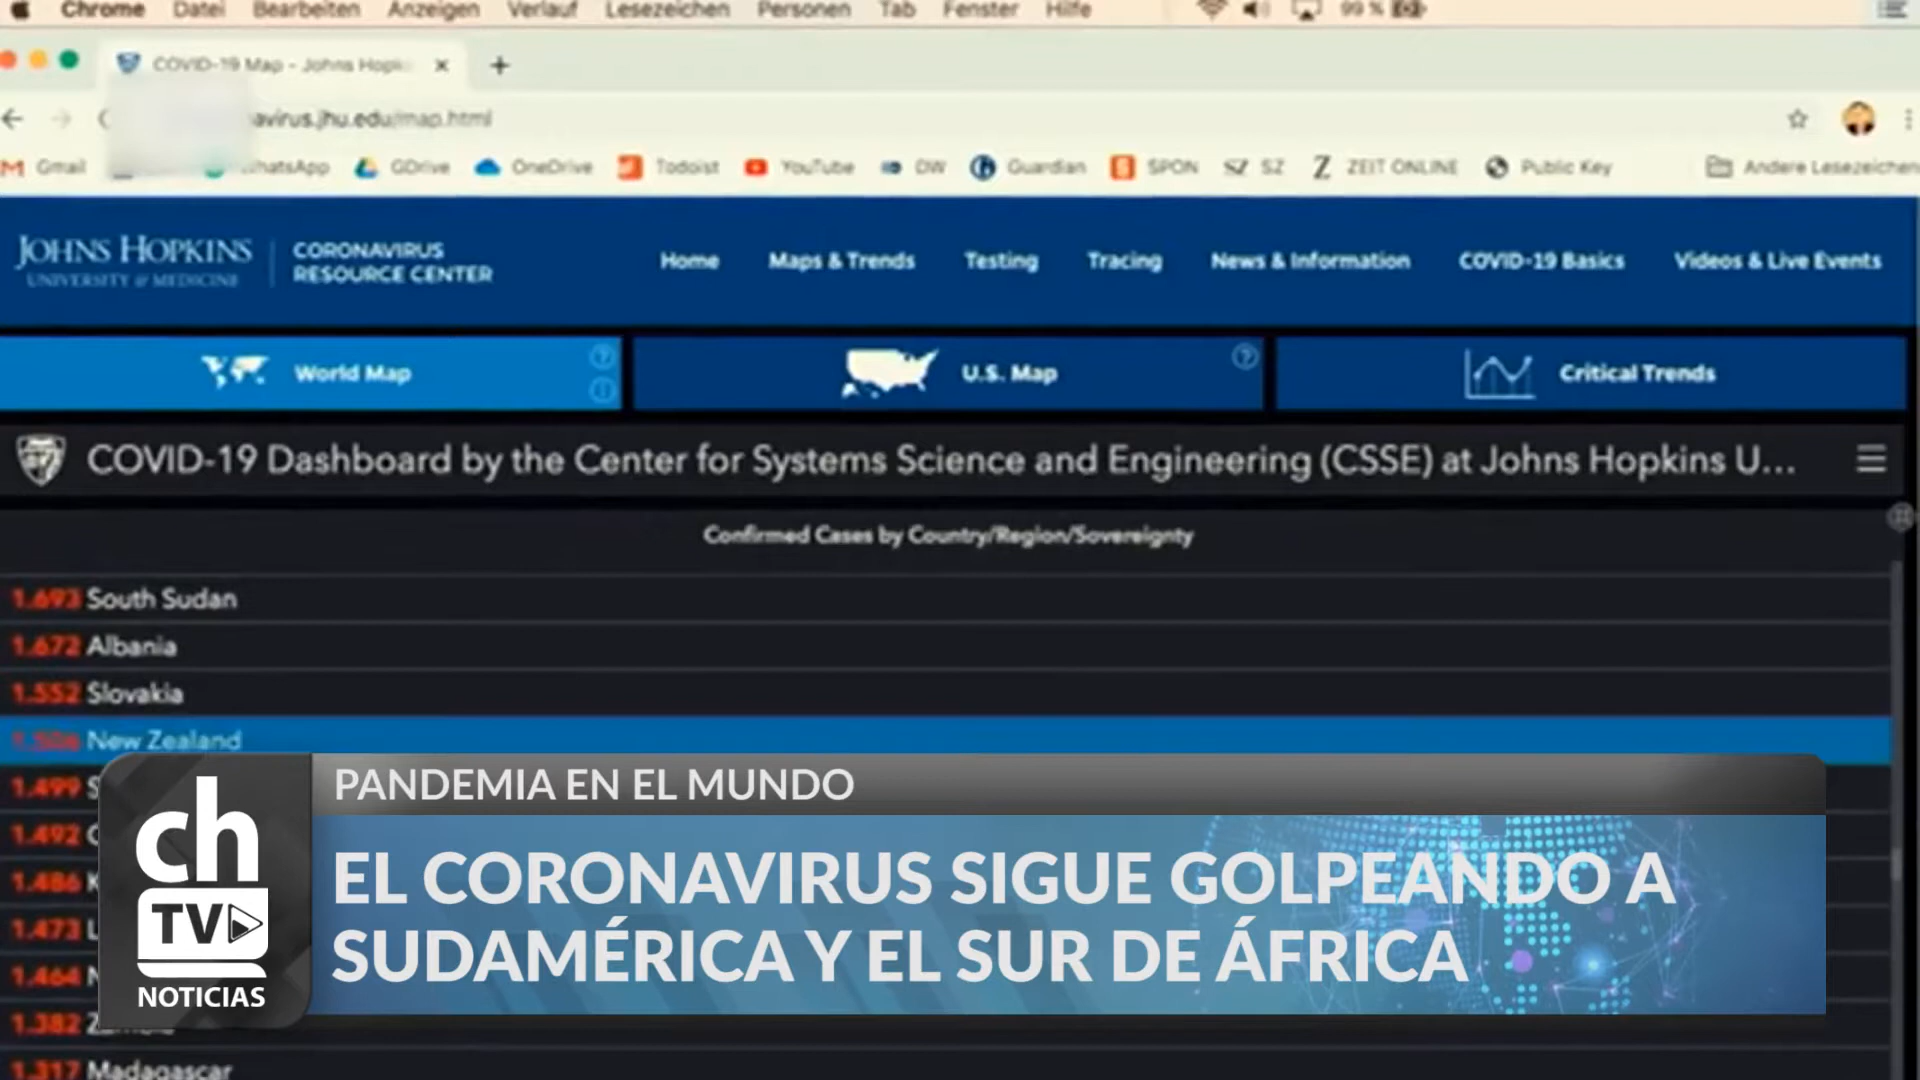 Chrome Datei Bearbeiten Anzeigen Verlauf Lesezeichen Personen Tab Fenster Hilfe 99 %
COVID-19 Map - Johns Hopk
avirus.jhu.edu/map.html
Gmail WhatsApp GDrive OneDrive Todoist YouTube DW Guardian SPON SZ SZ ZEIT ONLINE Public Key Andere Lesezeichen
JOHNS HOPKINS
UNIVERSITY & MEDICINE
CORONAVIRUS
RESOURCE CENTER
Home Maps & Trends Testing Tracing News & Information COVID-19 Basics Videos & Live Events
World Map U.S. Map Critical Trends
COVID-19 Dashboard by the Center for Systems Science and Engineering (CSSE) at Johns Hopkins U...
Confirmed Cases by Country/Region/Sovereignty
1.693 South Sudan
1.672 Albania
1.552 Slovakia
1.506 New Zealand
1.499 S
1.492
1.486 K
1.473 L
1.464 N
1.382
1.317 Madagascar
ch
TV
NOTICIAS
PANDEMIA EN EL MUNDO
EL CORONAVIRUS SIGUE GOLPEANDO A
SUDAMÉRICA Y EL SUR DE ÁFRICA